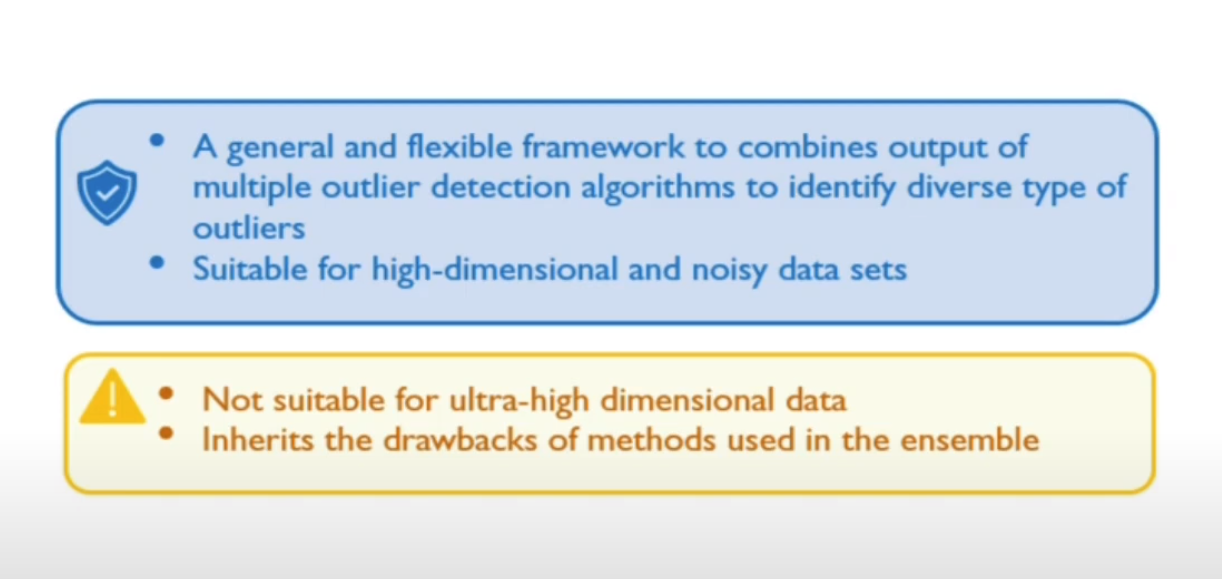 • A general and flexible framework to combines output of
multiple outlier detection algorithms to identify diverse type of
outliers
• Suitable for high-dimensional and noisy data sets
• Not suitable for ultra-high dimensional data
• Inherits the drawbacks of methods used in the ensemble